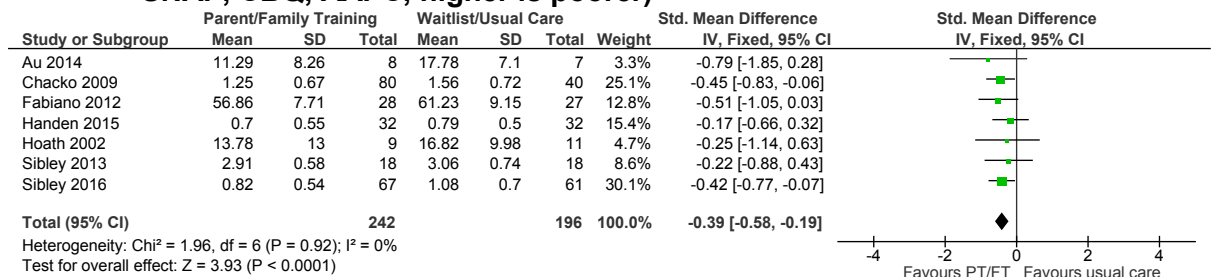 SNAP, CBQ, AAPC, higher is poorer)
Parent/Family Training Waitlist/Usual Care Std. Mean Difference Std. Mean Difference
Study or Subgroup Mean SD Total Mean SD Total Weight IV, Fixed, 95% CI IV, Fixed, 95% CI
Au 2014 11.29 8.26 8 17.78 7.1 7 3.3% -0.79 [-1.85, 0.28]
Chacko 2009 1.25 0.67 80 1.56 0.72 40 25.1% -0.45 [-0.83, -0.06]
Fabiano 2012 56.86 7.71 28 61.23 9.15 27 12.8% -0.51 [-1.05, 0.03]
Handen 2015 0.7 0.55 32 0.79 0.5 32 15.4% -0.17 [-0.66, 0.32]
Hoath 2002 13.78 13 9 16.82 9.98 11 4.7% -0.25 [-1.14, 0.63]
Sibley 2013 2.91 0.58 18 3.06 0.74 18 8.6% -0.22 [-0.88, 0.43]
Sibley 2016 0.82 0.54 67 1.08 0.7 61 30.1% -0.42 [-0.77, -0.07]
Total (95% CI) 242 196 100.0% -0.39 [-0.58, -0.19]
Heterogeneity: Chi² = 1.96, df = 6 (P = 0.92); I² = 0%
Test for overall effect: Z = 3.93 (P < 0.0001)
-4 -2 0 2 4
Favours PT/FT Favours usual care